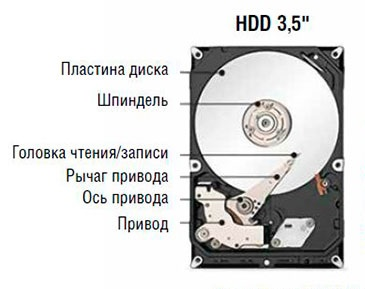 HDD 3,5"
Пластина диска
Шпиндель
Головка чтения/записи
Рычаг привода
Ось привода
Привод